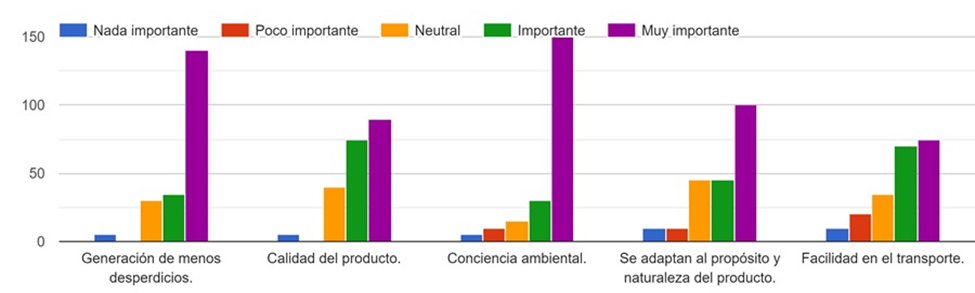 Nada importante
Poco importante
Neutral
Importante
Muy importante
150
100
50
0
Generación de menos
desperdicios.
Calidad del producto.
Conciencia ambiental.
Se adaptan al propósito y
naturaleza del producto.
Facilidad en el transporte.